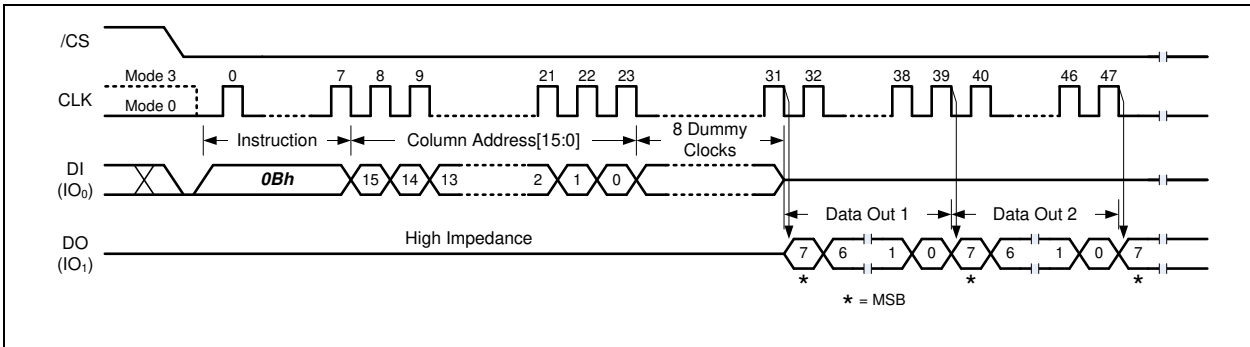 /CS
Mode 3 0 7 8 9 21 22 23 31 32 38 39 40 46 47
CLK
Mode 0
Instruction Column Address[15:0] 8 Dummy
Clocks
DI
(IO0)
0Bh 15 14 13 2 1 0
Data Out 1 Data Out 2
High Impedance
DO
(IO1)
7 6 1 0 7 6 1 0 7
* * *
* = MSB